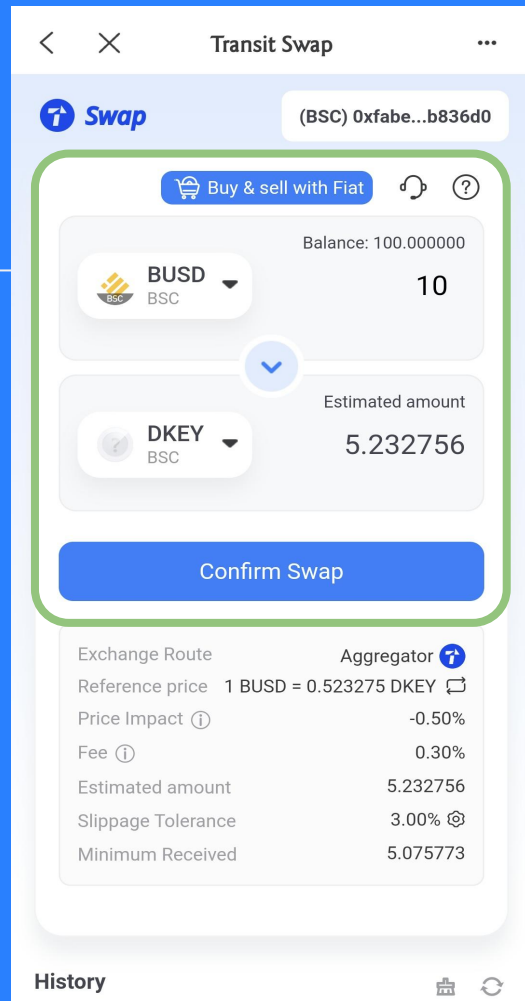 Transit Swap
Swap
(BSC) 0xfabe...b836d0
Buy & sell with Fiat
Balance: 100.000000
BUSD
BSC
BSC
10
Estimated amount
DKEY
BSC
5.232756
Confirm Swap
Exchange Route Aggregator
Reference price 1 BUSD = 0.523275 DKEY
Price Impact -0.50%
Fee 0.30%
Estimated amount 5.232756
Slippage Tolerance 3.00%
Minimum Received 5.075773
History